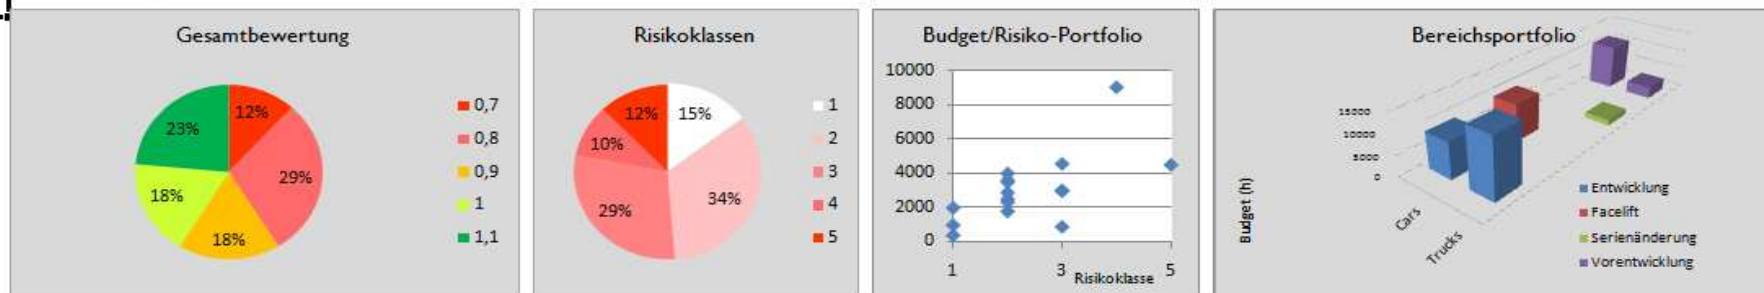 Gesamtbewertung
12%
29%
18%
18%
23%
0,7
0,8
0,9
1
1,1
Risikoklassen
15%
34%
29%
10%
12%
1
2
3
4
5
Budget/Risiko-Portfolio
10000
8000
6000
4000
2000
0
1 3 5
Risikoklasse
Bereichsportfolio
15000
10000
5000
0
Budget (h)
Cars
Trucks
Entwicklung
Facelift
Serienänderung
Vorentwicklung